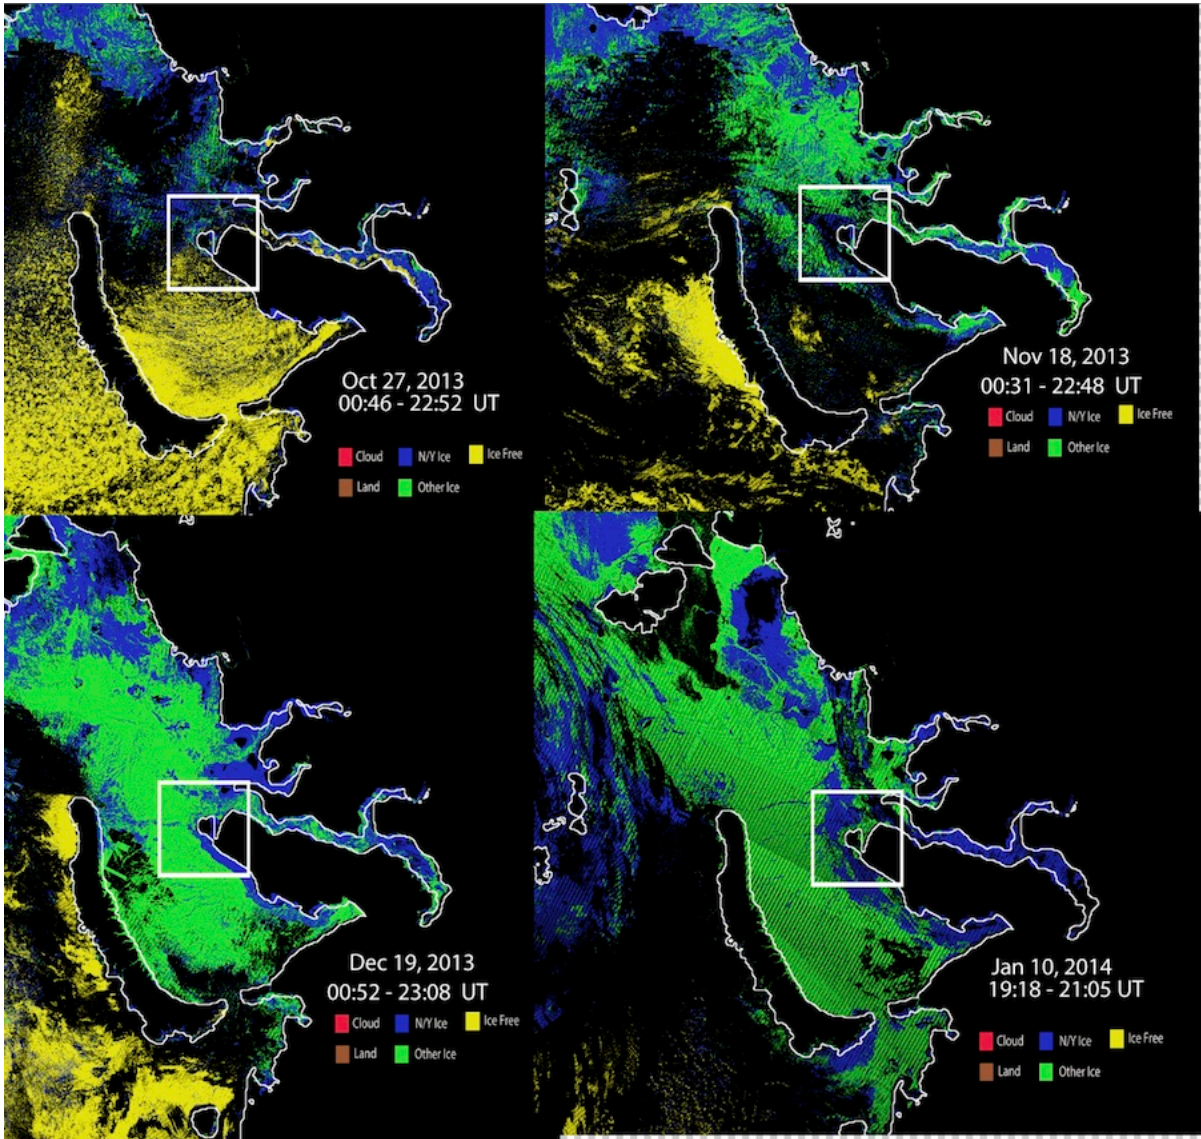 Oct 27, 2013
00:46 - 22:52 UT
Cloud N/Y Ice Ice Free
Land Other Ice
Nov 18, 2013
00:31 - 22:48 UT
Cloud N/Y Ice Ice Free
Land Other Ice
Dec 19, 2013
00:52 - 23:08 UT
Cloud N/Y Ice Ice Free
Land Other Ice
Jan 10, 2014
19:18 - 21:05 UT
Cloud N/Y Ice Ice Free
Land Other Ice